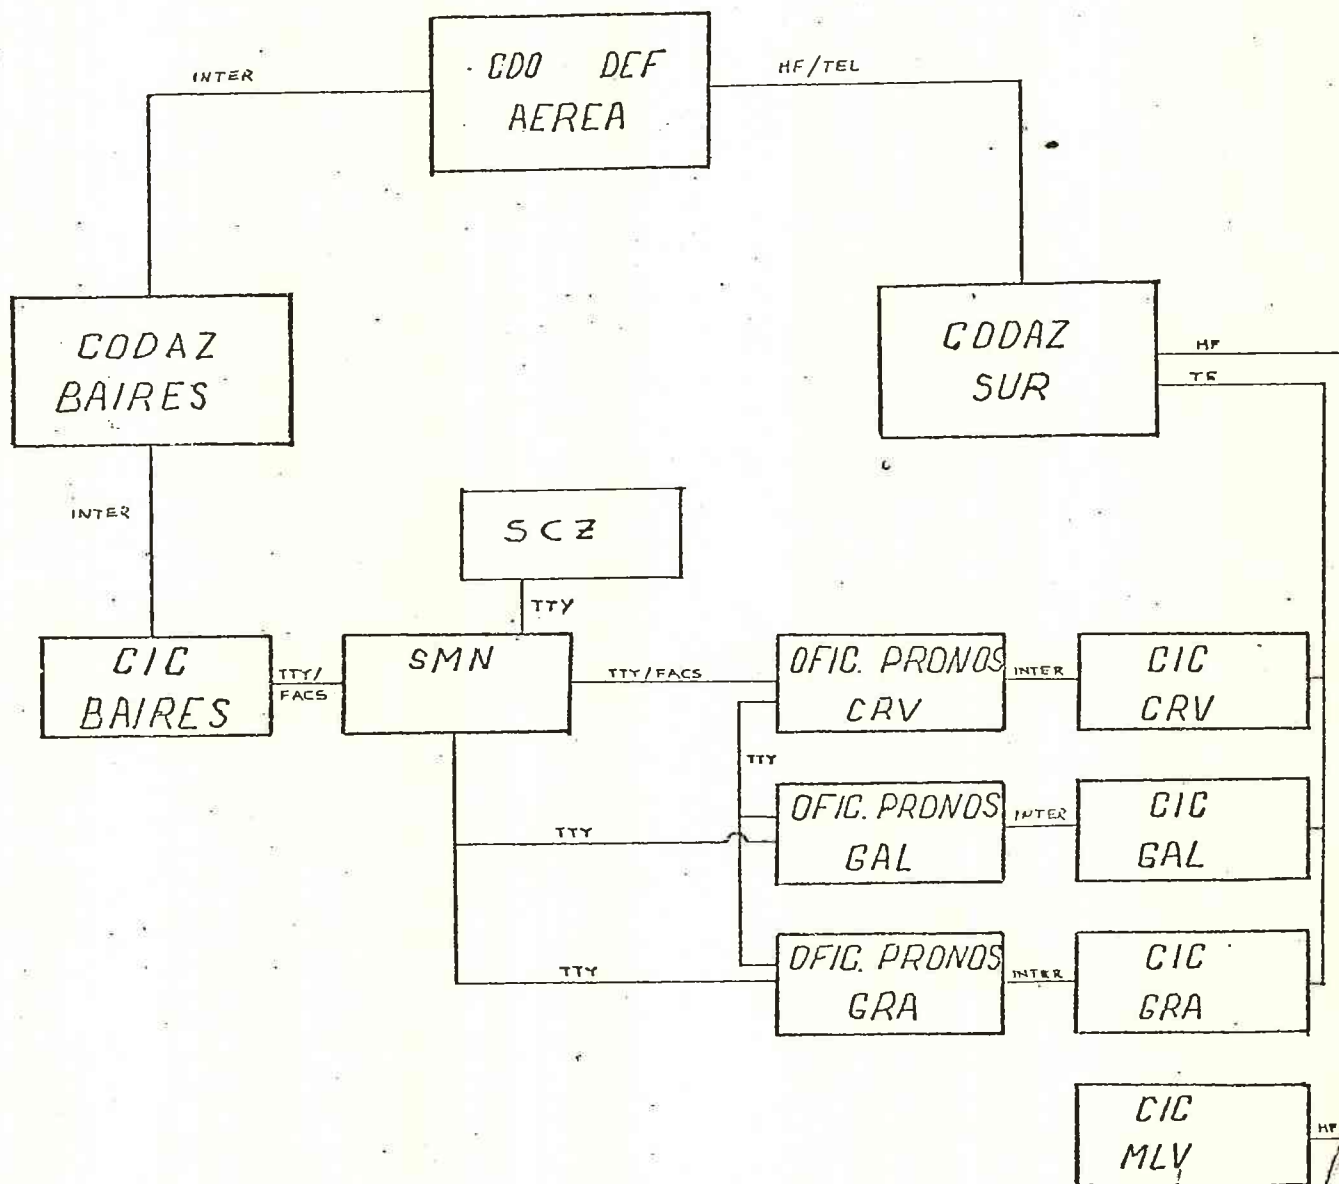 CDO DEF
AEREA
INTER
HF/TEL
CODAZ
BAIRES
CODAZ
SUR
HF
TE
INTER
SCZ
TTY
CIC
BAIRES
TTY/
FACS
SMN
TTY/FACS
OFIC. PRONOS
CRV
INTER
CIC
CRV
TTY
OFIC. PRONOS
GAL
INTER
CIC
GAL
TTY
OFIC. PRONOS
GRA
INTER
CIC
GRA
TTY
CIC
MLV
HF